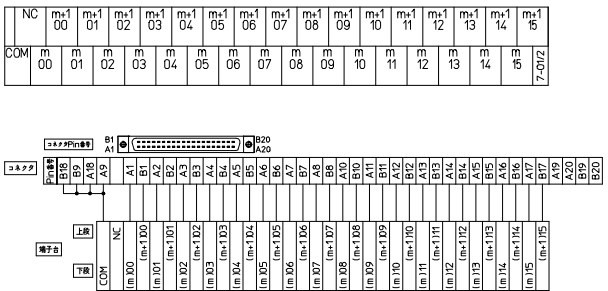 NC m+1 00 m+1 01 m+1 02 m+1 03 m+1 04 m+1 05 m+1 06 m+1 07 m+1 08 m+1 09 m+1 10 m+1 11 m+1 12 m+1 13 m+1 14 m+1 15
COM m 00 m 01 m 02 m 03 m 04 m 05 m 06 m 07 m 08 m 09 m 10 m 11 m 12 m 13 m 14 m 15 7-01/2
コネクタPin番号 B1 B20
A1 A20
コネクタ Pin番号 B18 B9 A18 A9 A1 B1 A2 B2 A3 B3 A4 B4 A5 B5 A6 B6 A7 B7 A8 B8 A10 B10 A11 B11 A12 B12 A13 B13 A14 B14 A15 B15 A16 B16 A17 B17 A19 A20 B19 B20
上段 NC (m+1)00 (m+1)01 (m+1)02 (m+1)03 (m+1)04 (m+1)05 (m+1)06 (m+1)07 (m+1)08 (m+1)09 (m+1)10 (m+1)11 (m+1)12 (m+1)13 (m+1)14 (m+1)15
端子台
下段 COM (m)00 (m)01 (m)02 (m)03 (m)04 (m)05 (m)06 (m)07 (m)08 (m)09 (m)10 (m)11 (m)12 (m)13 (m)14 (m)15